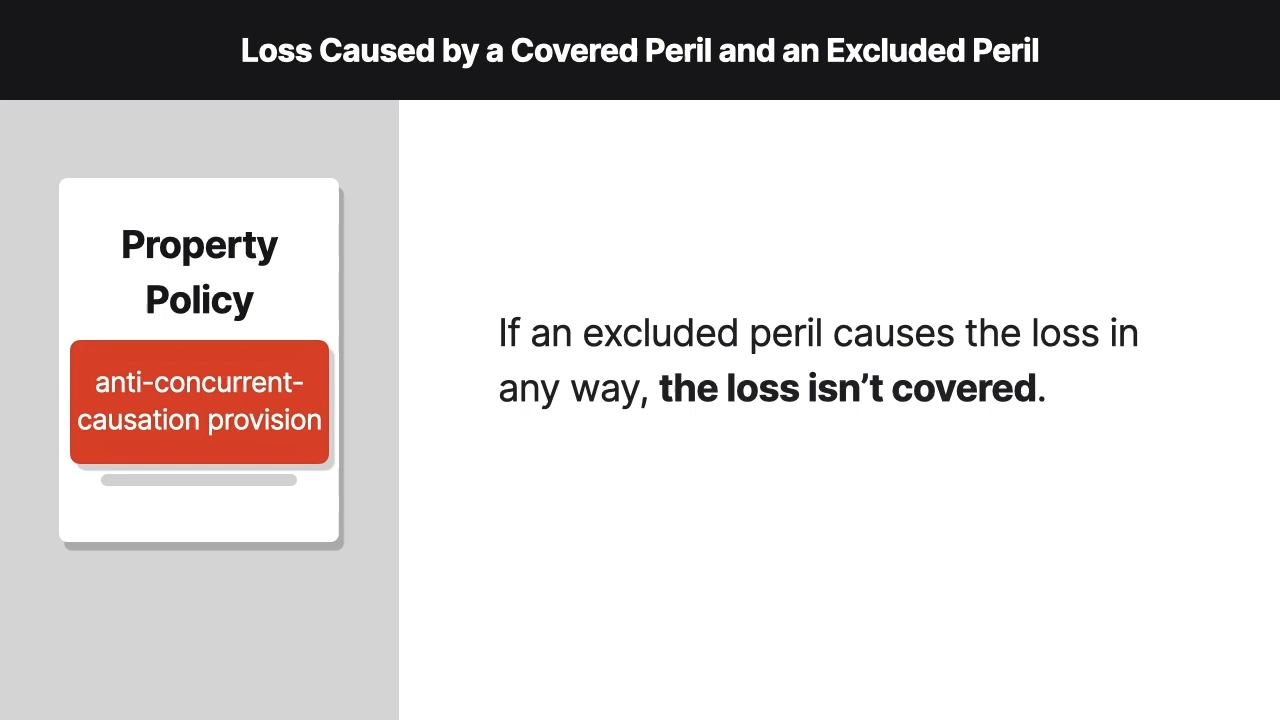 Loss Caused by a Covered Peril and an Excluded Peril
Property
Policy
anti-concurrent-
causation provision
If an excluded peril causes the loss in
any way, the loss isn’t covered.